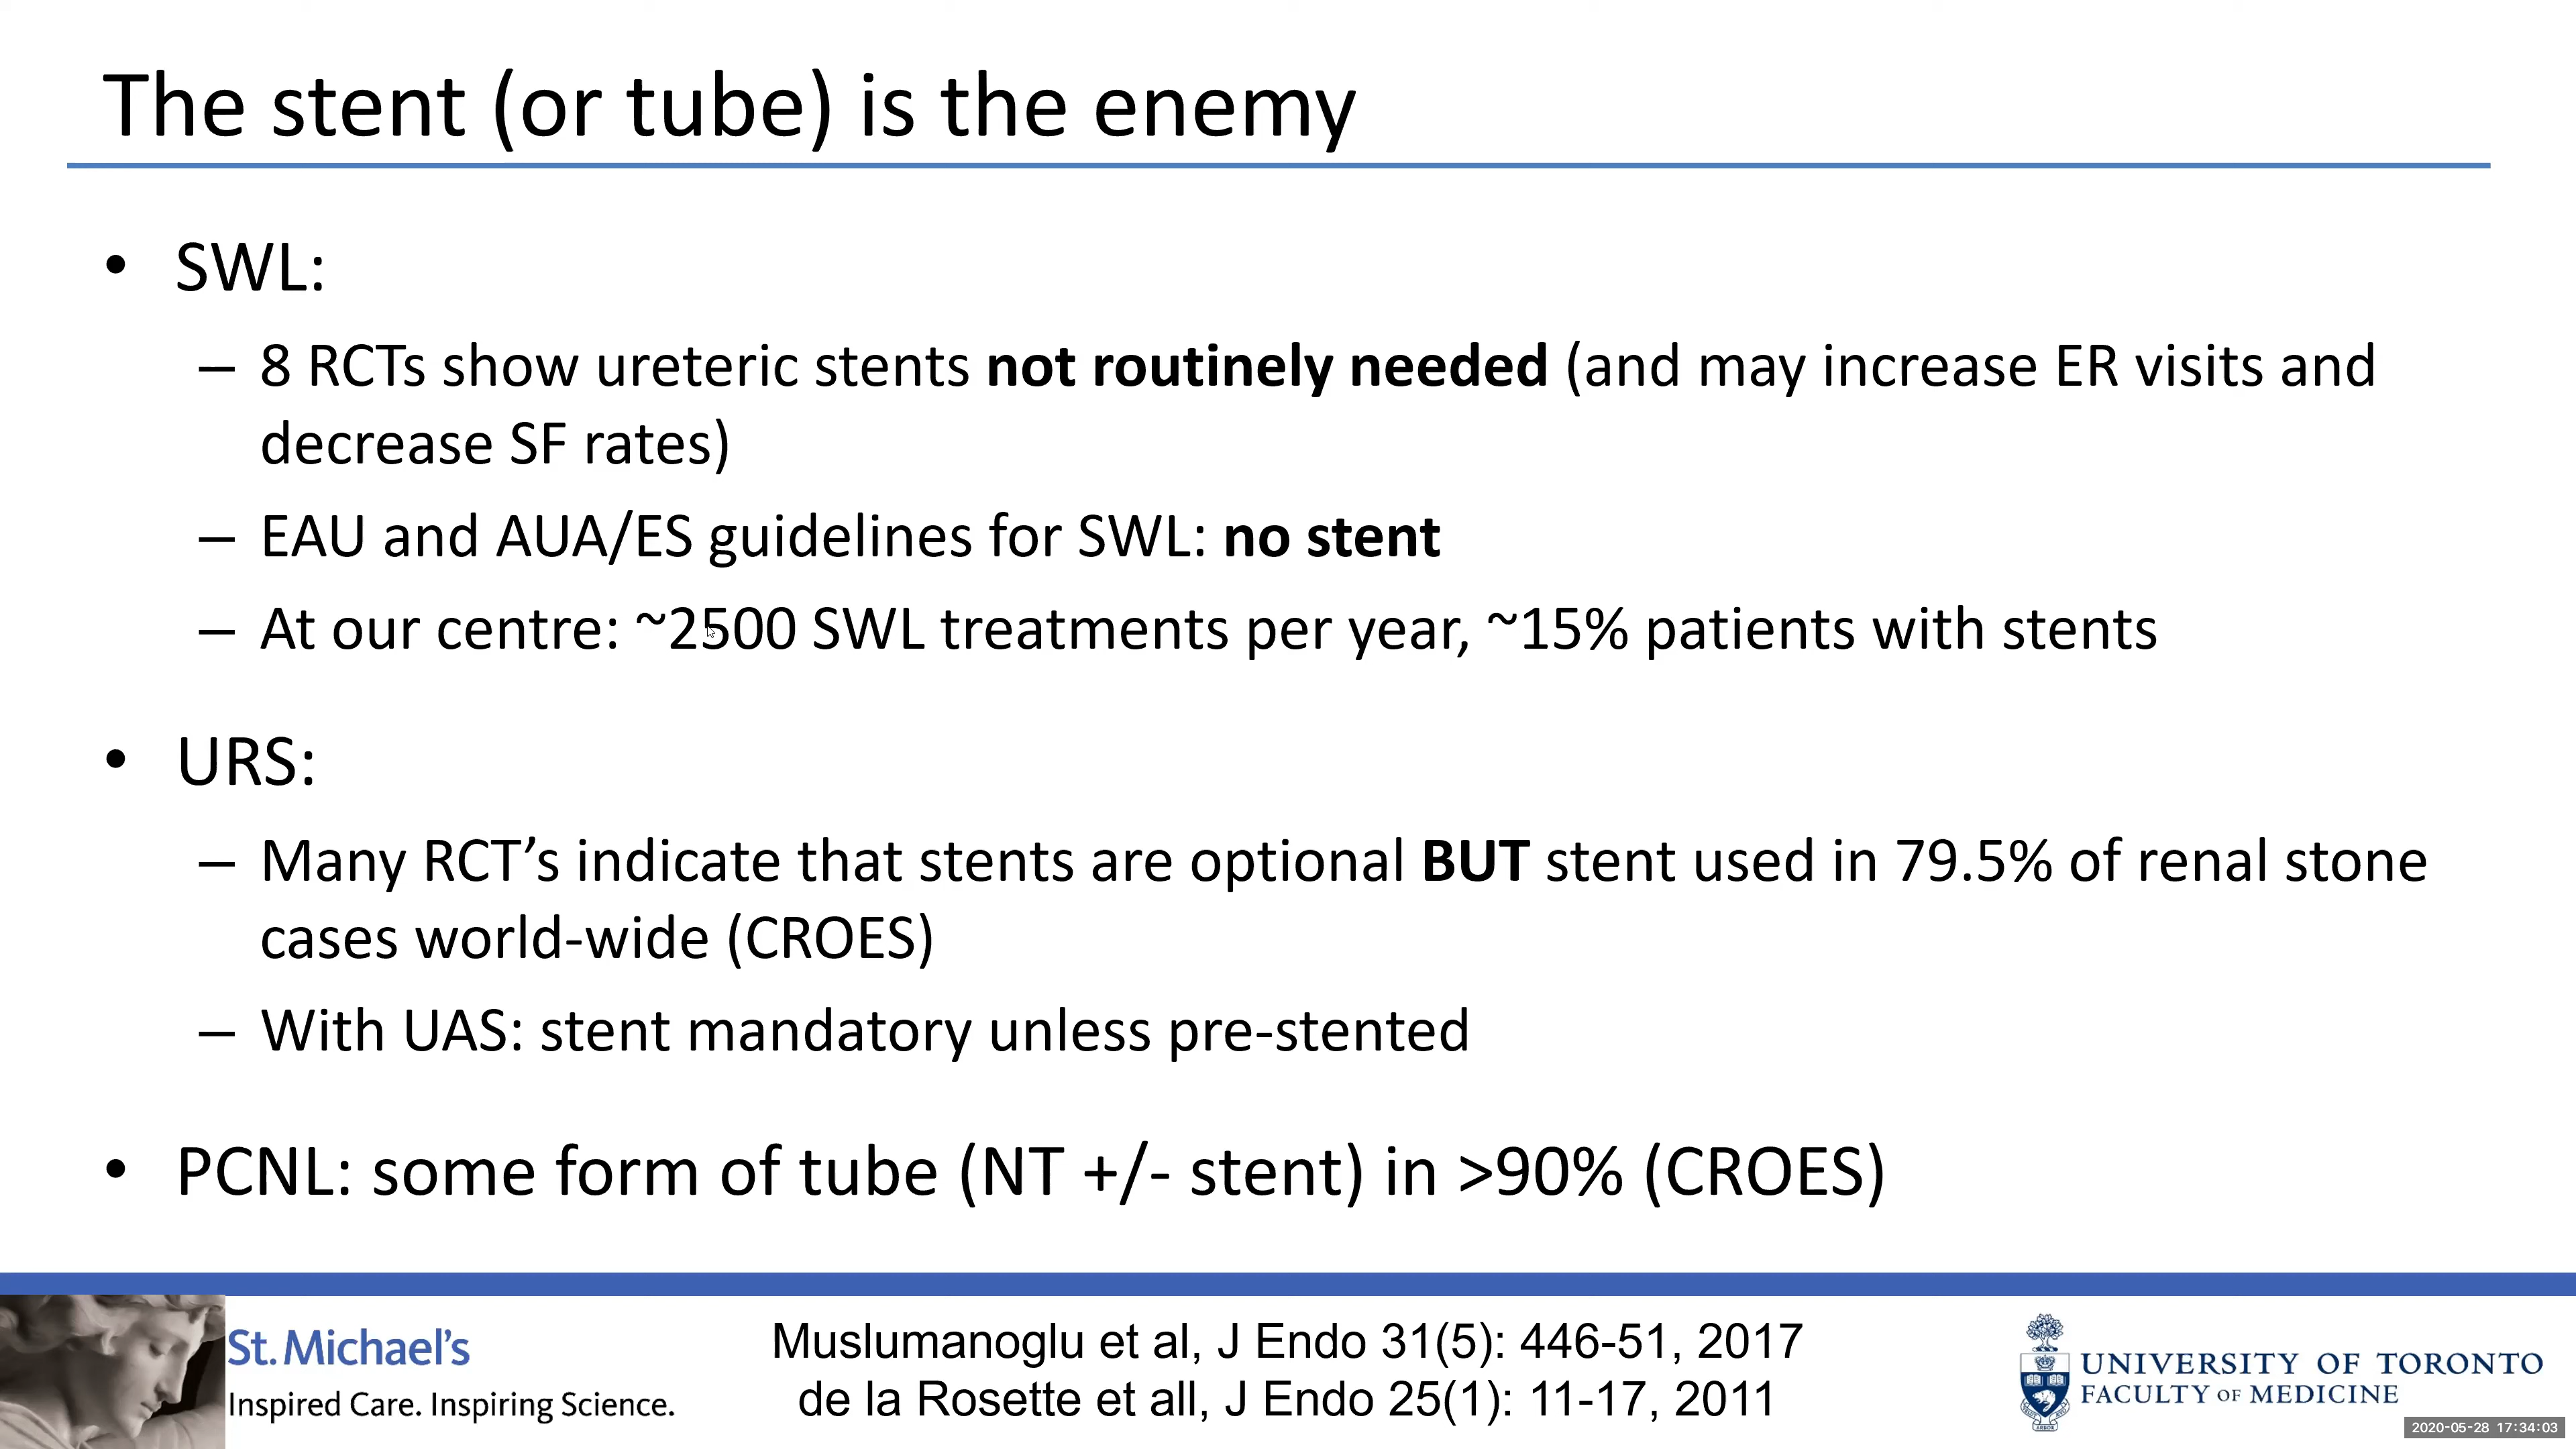 The stent (or tube) is the enemy
• SWL:
– 8 RCTs show ureteric stents not routinely needed (and may increase ER visits and
decrease SF rates)
– EAU and AUA/ES guidelines for SWL: no stent
– At our centre: ~2500 SWL treatments per year, ~15% patients with stents
• URS:
– Many RCT’s indicate that stents are optional BUT stent used in 79.5% of renal stone
cases world-wide (CROES)
– With UAS: stent mandatory unless pre-stented
• PCNL: some form of tube (NT +/- stent) in >90% (CROES)
St. Michael's
Inspired Care. Inspiring Science.
Muslumanoglu et al, J Endo 31(5): 446-51, 2017
de la Rosette et all, J Endo 25(1): 11-17, 2011
UNIVERSITY OF TORONTO
FACULTY OF MEDICINE
2020-05-28 17:34:03